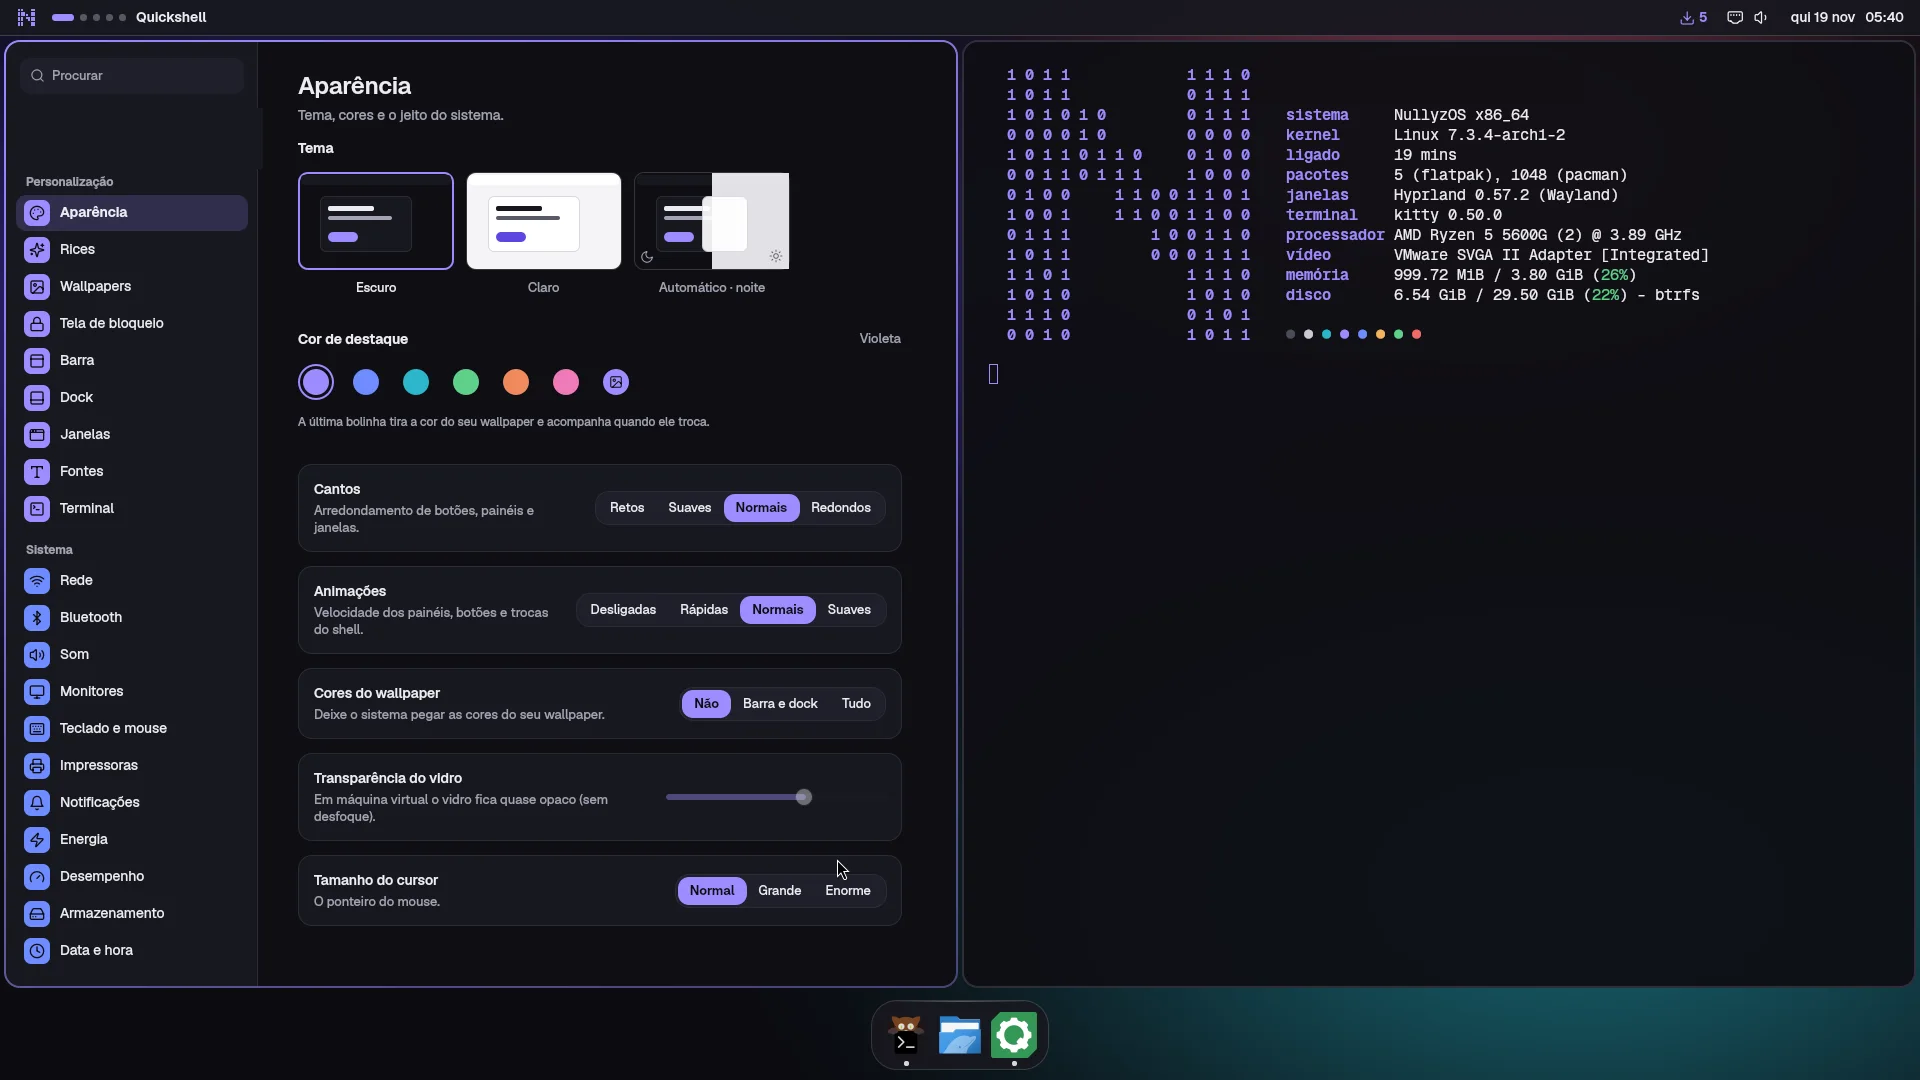 Quickshell
5
qui 19 nov 05:40
Procurar
Personalização
Aparência
Rices
Wallpapers
Tela de bloqueio
Barra
Dock
Janelas
Fontes
Terminal
Sistema
Rede
Bluetooth
Som
Monitores
Teclado e mouse
Impressoras
Notificações
Energia
Desempenho
Armazenamento
Data e hora
Aparência
Tema, cores e o jeito do sistema.
Tema
Escuro
Claro
Automático · noite
Cor de destaque
Violeta
A última bolinha tira a cor do seu wallpaper e acompanha quando ele troca.
Cantos
Arredondamento de botões, painéis e
janelas.
Retos Suaves Normais Redondos
Animações
Velocidade dos painéis, botões e trocas
do shell.
Desligadas Rápidas Normais Suaves
Cores do wallpaper
Deixe o sistema pegar as cores do seu wallpaper.
Não Barra e dock Tudo
Transparência do vidro
Em máquina virtual o vidro fica quase opaco (sem
desfoque).
Tamanho do cursor
O ponteiro do mouse.
Normal Grande Enorme
1 0 1 1 1 1 1 0
1 0 1 1 0 1 1 1
1 0 1 0 1 0 0 1 1 1
0 0 0 0 1 0 0 0 0 0
1 0 1 1 0 1 1 0 0 1 0 0
0 0 1 1 0 1 1 1 1 0 0 0
0 1 0 0 1 1 0 0 1 1 0 1
1 0 0 1 1 1 0 0 1 1 0 0
0 1 1 1 1 0 0 1 1 0
1 0 1 1 0 0 0 1 1 1
1 1 0 1 1 1 1 0
1 0 1 0 1 0 1 0
1 1 1 0 0 1 0 1
0 0 1 0 1 0 1 1
sistema NullyzOS x86_64
kernel Linux 7.3.4-arch1-2
ligado 19 mins
pacotes 5 (flatpak), 1048 (pacman)
janelas Hyprland 0.57.2 (Wayland)
terminal kitty 0.50.0
processador AMD Ryzen 5 5600G (2) @ 3.89 GHz
vídeo VMware SVGA II Adapter [Integrated]
memória 999.72 MiB / 3.80 GiB (26%)
disco 6.54 GiB / 29.50 GiB (22%) - btrfs